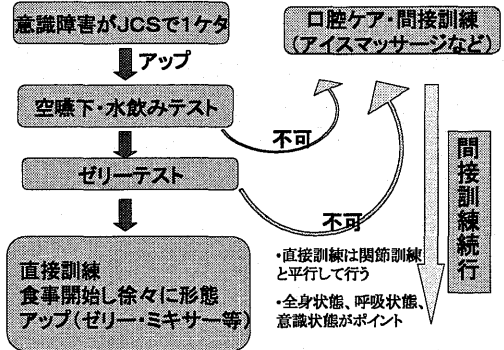 意識障害がJCSで1ケタ
アップ
空嚥下・水飲みテスト
ゼリーテスト
直接訓練
食事開始し徐々に形態
アップ(ゼリー・ミキサー等)
口腔ケア・間接訓練
(アイスマッサージなど)
不可
不可
間接訓練続行
・直接訓練は関節訓練
と平行して行う
・全身状態、呼吸状態、
意識状態がポイント